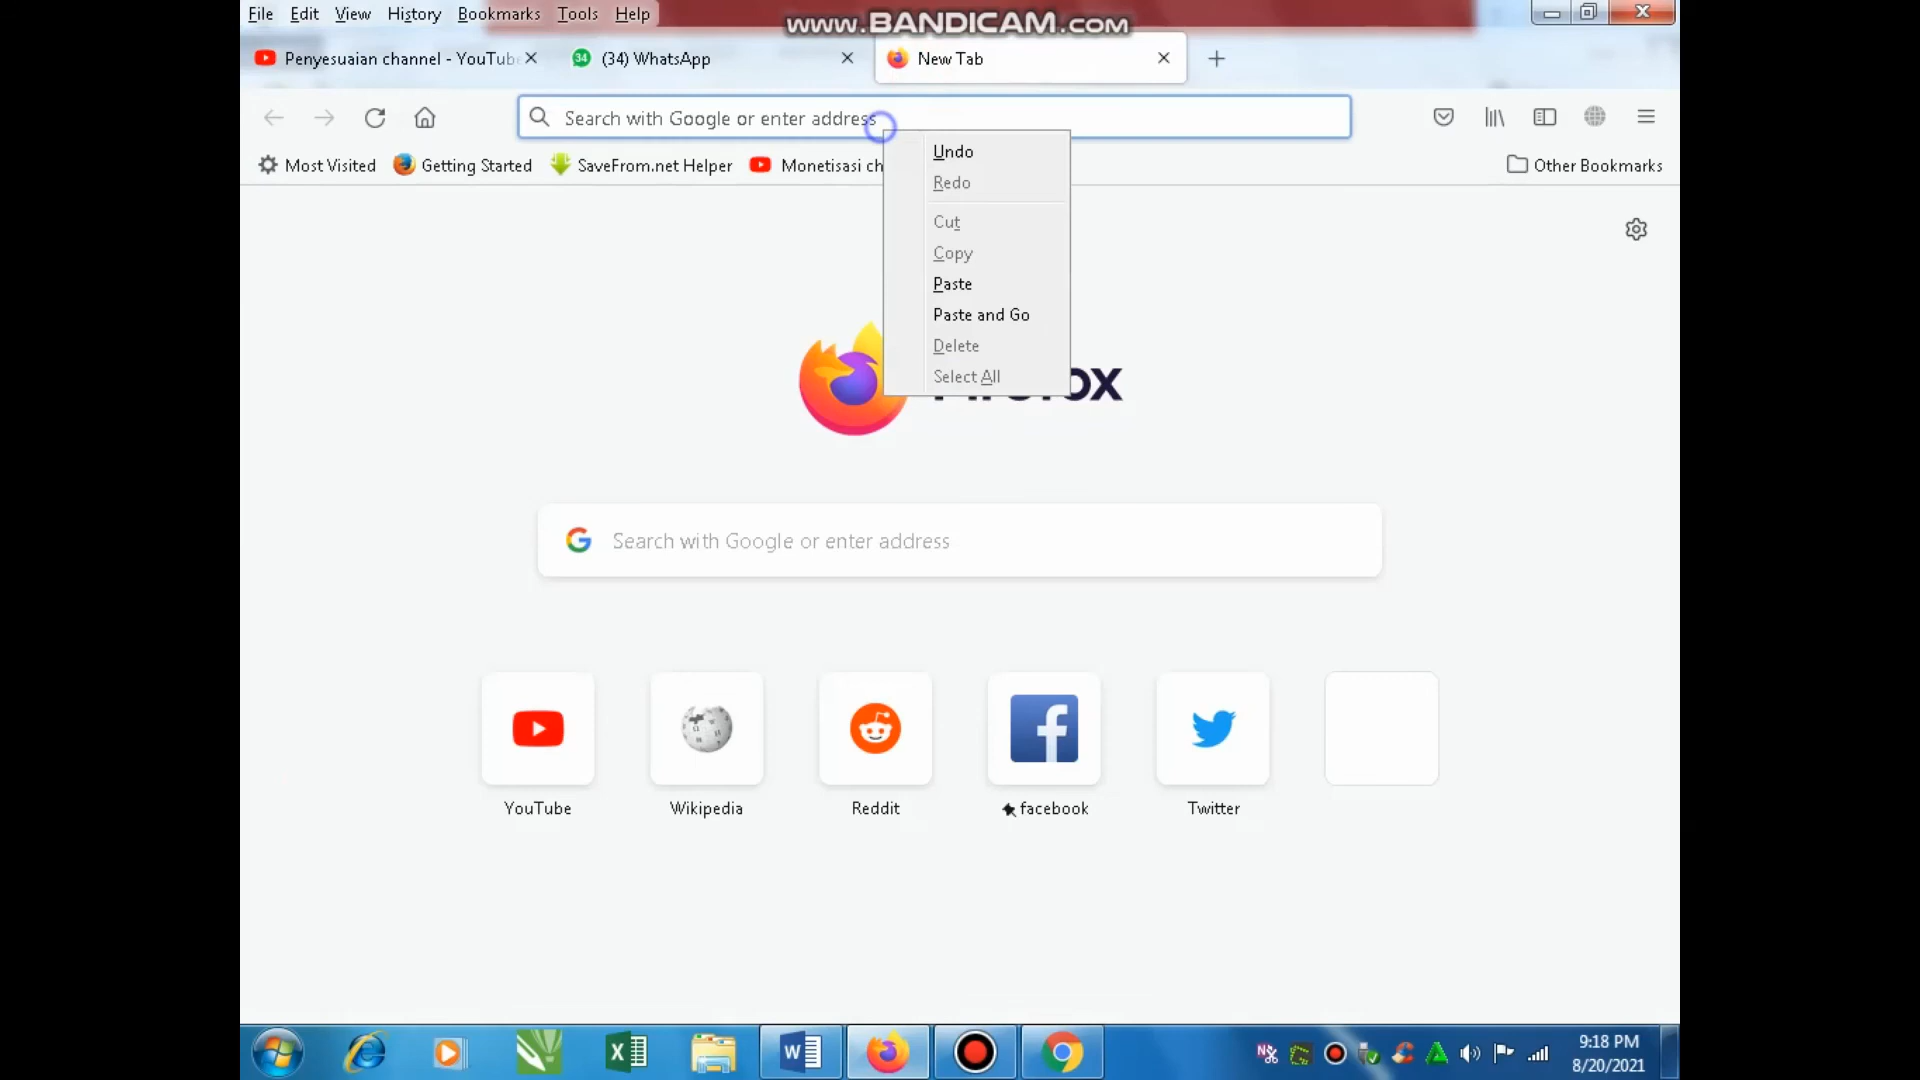 File Edit View History Bookmarks Tools Help
www.BANDICAM.COM
Penyesuaian channel - YouTube
34 (34) WhatsApp
New Tab
Search with Google or enter address
Most Visited
Getting Started
SaveFrom.net Helper
Monetisasi ch
Other Bookmarks
Undo
Redo
Cut
Copy
Paste
Paste and Go
Delete
Select All
Search with Google or enter address
YouTube
Wikipedia
Reddit
facebook
Twitter
9:18 PM
8/20/2021